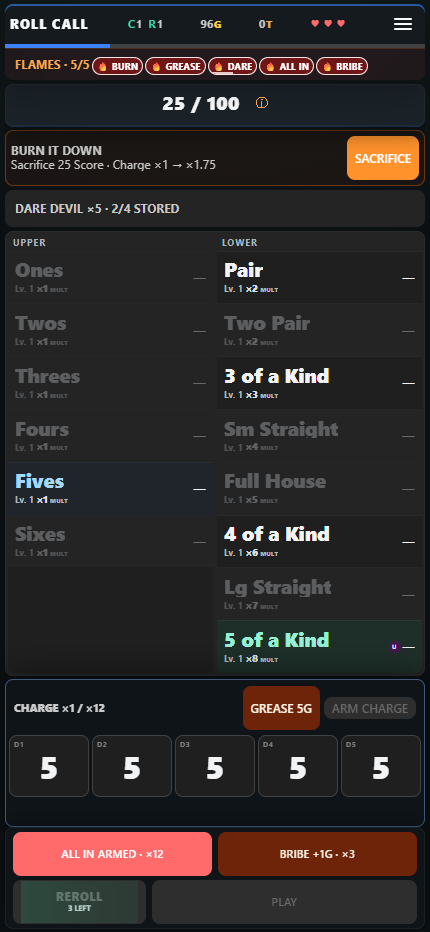 ROLL CALL C1 R1 96G 0T
FLAMES · 5/5 BURN GREASE DARE ALL IN BRIBE
25 / 100
BURN IT DOWN
Sacrifice 25 Score · Charge ×1 → ×1.75
SACRIFICE
DARE DEVIL ×5 · 2/4 STORED
UPPER LOWER
Ones —
Lv. 1 ×1 MULT
Pair —
Lv. 1 ×2 MULT
Twos —
Lv. 1 ×1 MULT
Two Pair —
Lv. 1 ×2 MULT
Threes —
Lv. 1 ×1 MULT
3 of a Kind —
Lv. 1 ×3 MULT
Fours —
Lv. 1 ×1 MULT
Sm Straight —
Lv. 1 ×4 MULT
Fives —
Lv. 1 ×1 MULT
Full House —
Lv. 1 ×5 MULT
Sixes —
Lv. 1 ×1 MULT
4 of a Kind —
Lv. 1 ×6 MULT
Lg Straight —
Lv. 1 ×7 MULT
5 of a Kind U —
Lv. 1 ×8 MULT
CHARGE ×1 / ×12 GREASE 5G ARM CHARGE
D1 D2 D3 D4 D5
5 5 5 5 5
ALL IN ARMED · ×12 BRIBE +1G · ×3
REROLL
3 LEFT
PLAY